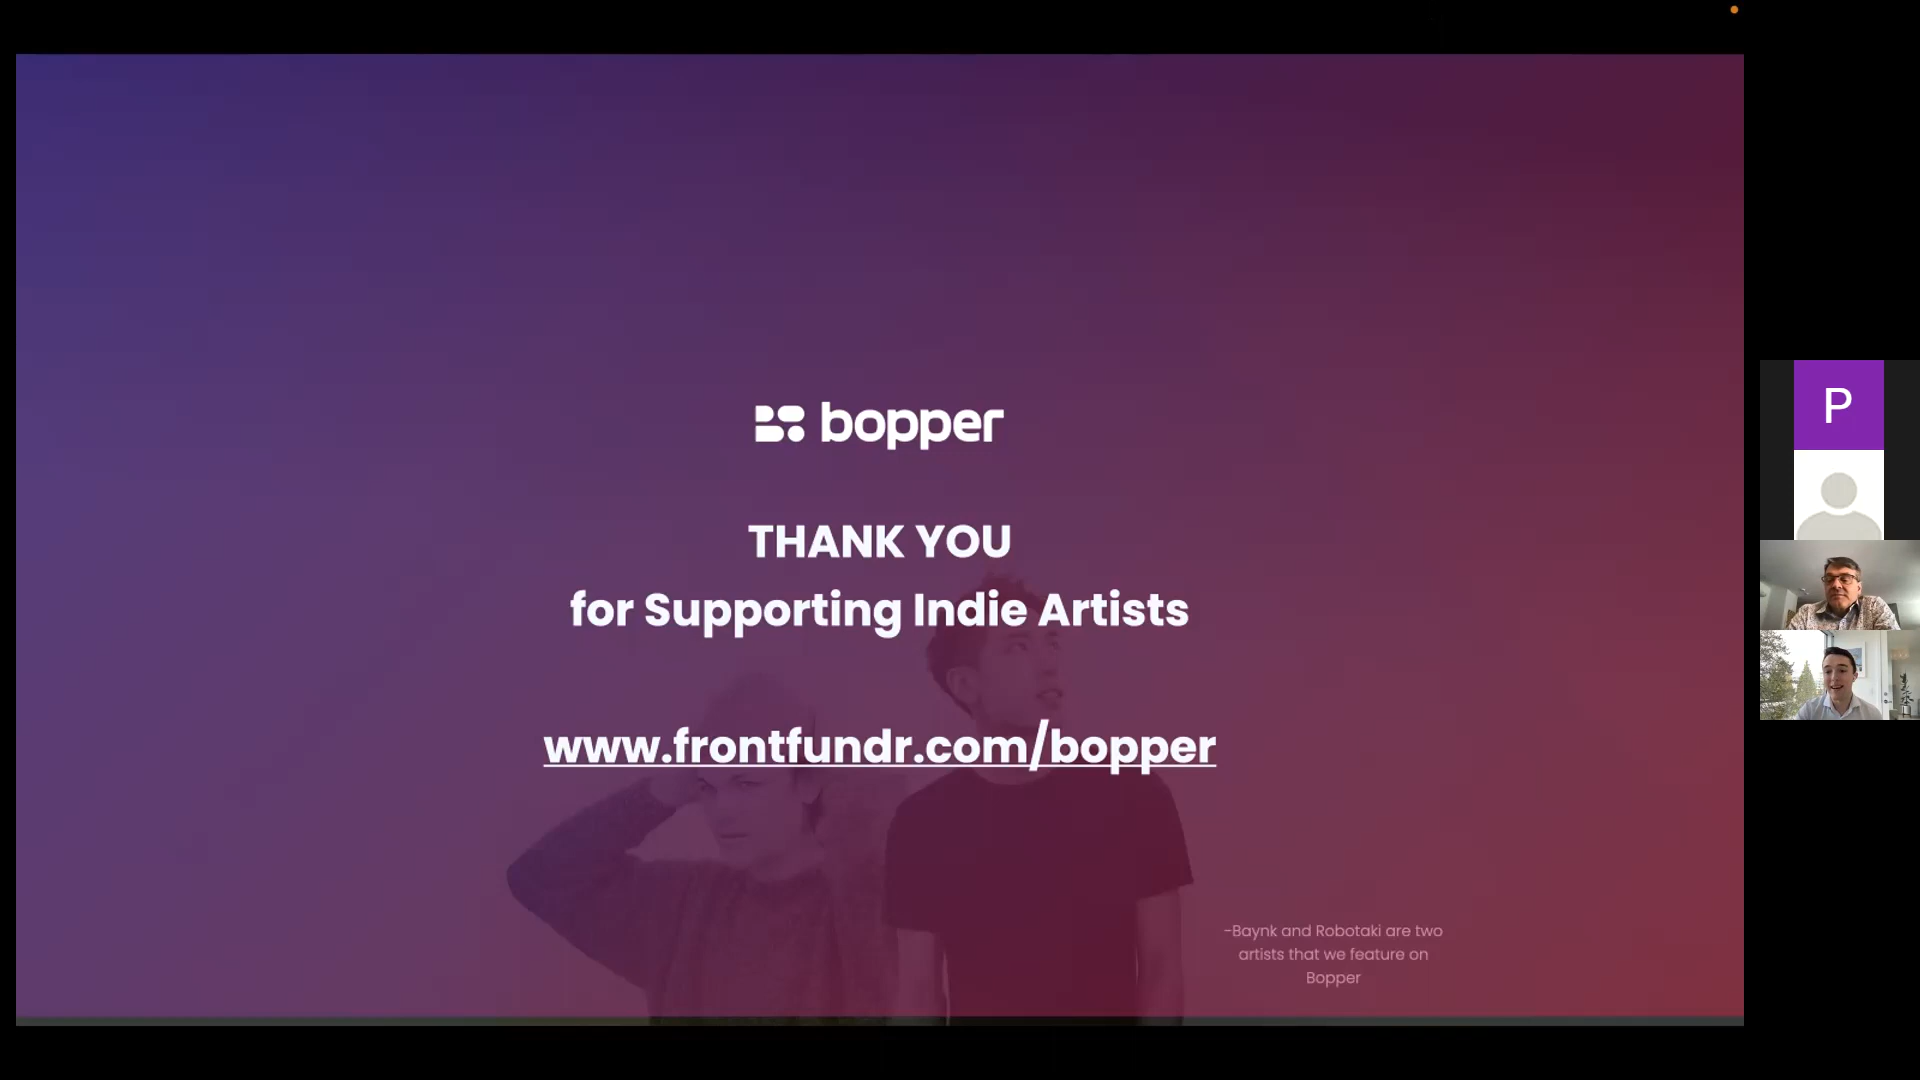 bopper
THANK YOU
for Supporting Indie Artists
www.frontfundr.com/bopper
-Baynk and Robotaki are two
artists that we feature on
Bopper
P